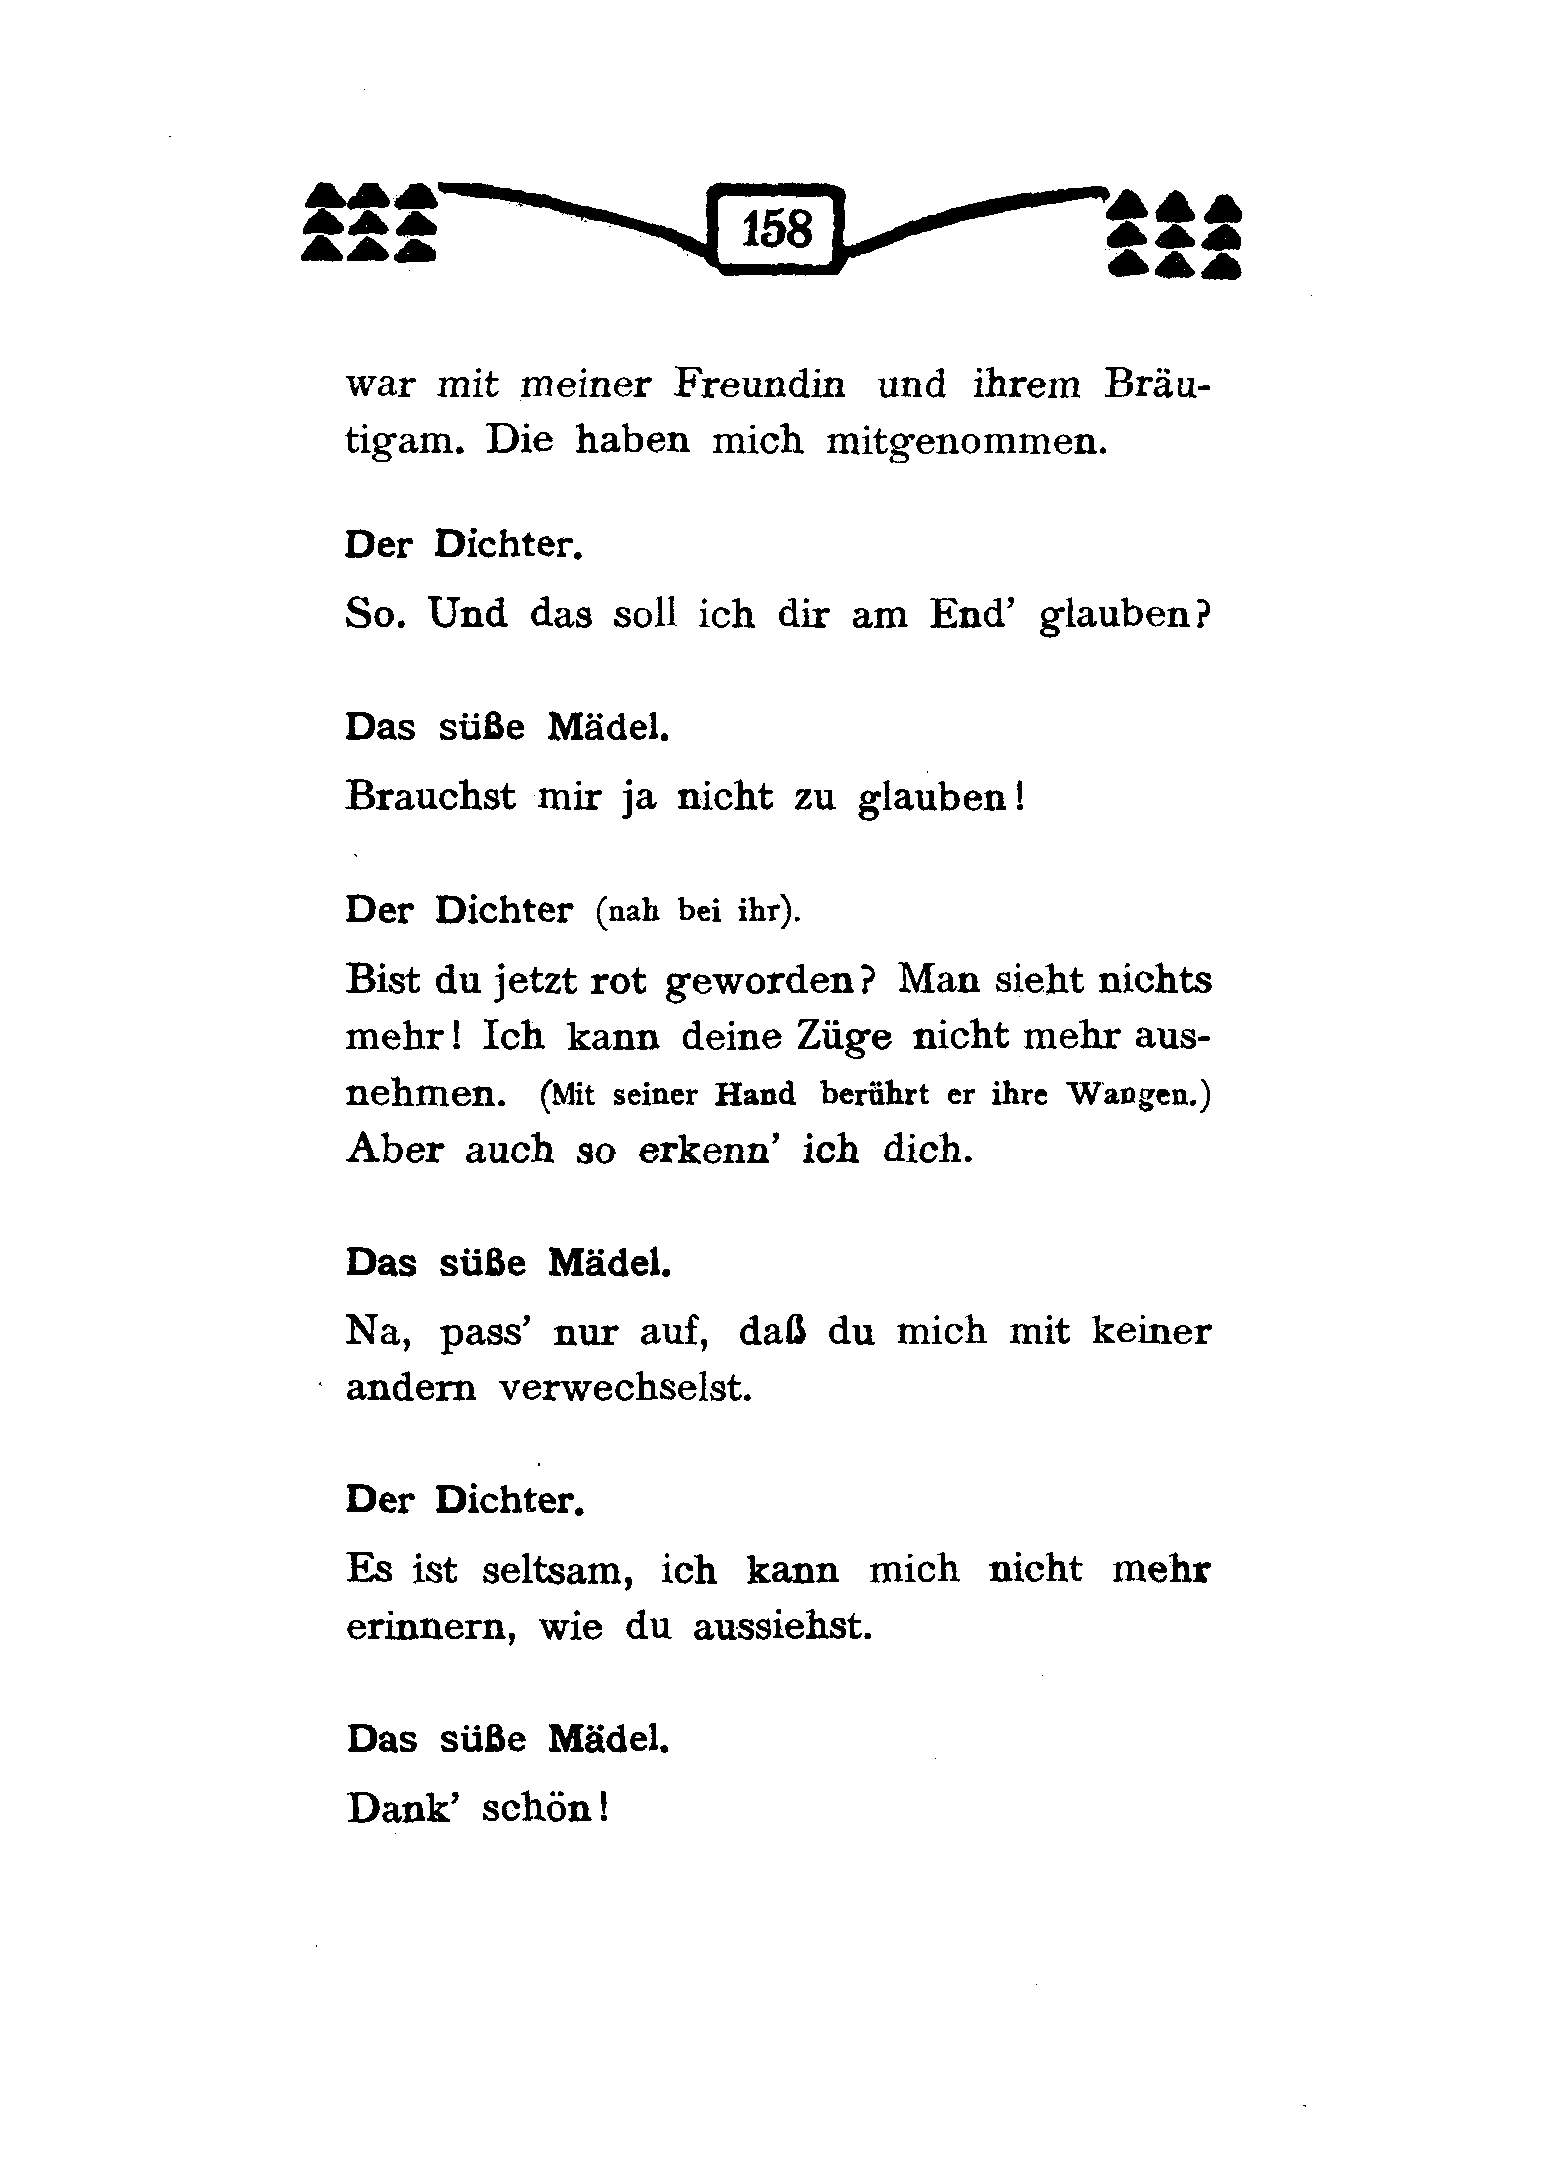 158
war mit meiner Freundin und ihrem Bräu-
tigam. Die haben mich mitgenommen.
Der Dichter.
So. Und das soll ich dir am End’ glauben?
Das süße Mädel.
Brauchst mir ja nicht zu glauben!
Der Dichter (nah bei ihr).
Bist du jetzt rot geworden? Man sieht nichts
mehr! Ich kann deine Züge nicht mehr aus-
nehmen. (Mit seiner Hand berührt er ihre Wangen.)
Aber auch so erkenn’ ich dich.
Das süße Mädel.
Na, pass’ nur auf, daß du mich mit keiner
andern verwechselst.
Der Dichter.
Es ist seltsam, ich kann mich nicht mehr
erinnern, wie du aussiehst.
Das süße Mädel.
Dank’ schön!